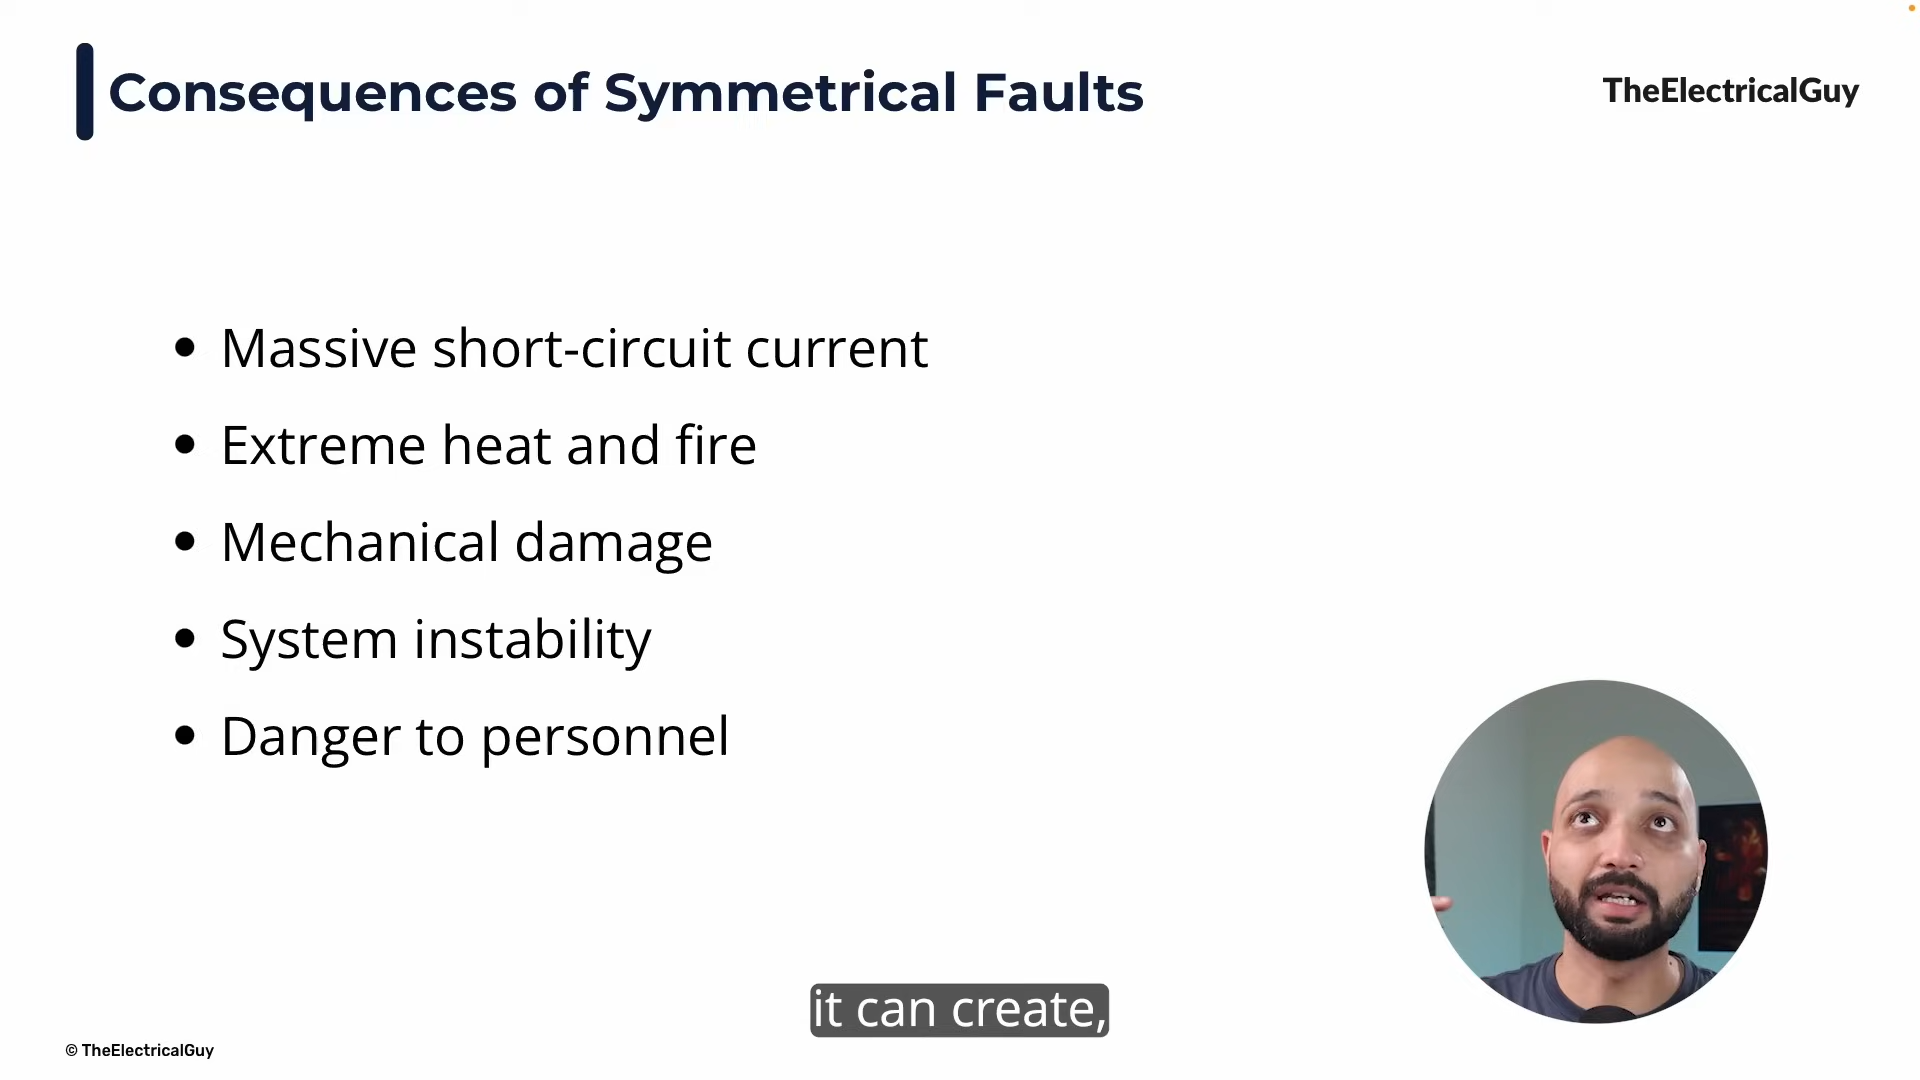 Consequences of Symmetrical Faults
TheElectricalGuy
Massive short-circuit current
Extreme heat and fire
Mechanical damage
System instability
Danger to personnel
it can create,
© TheElectricalGuy